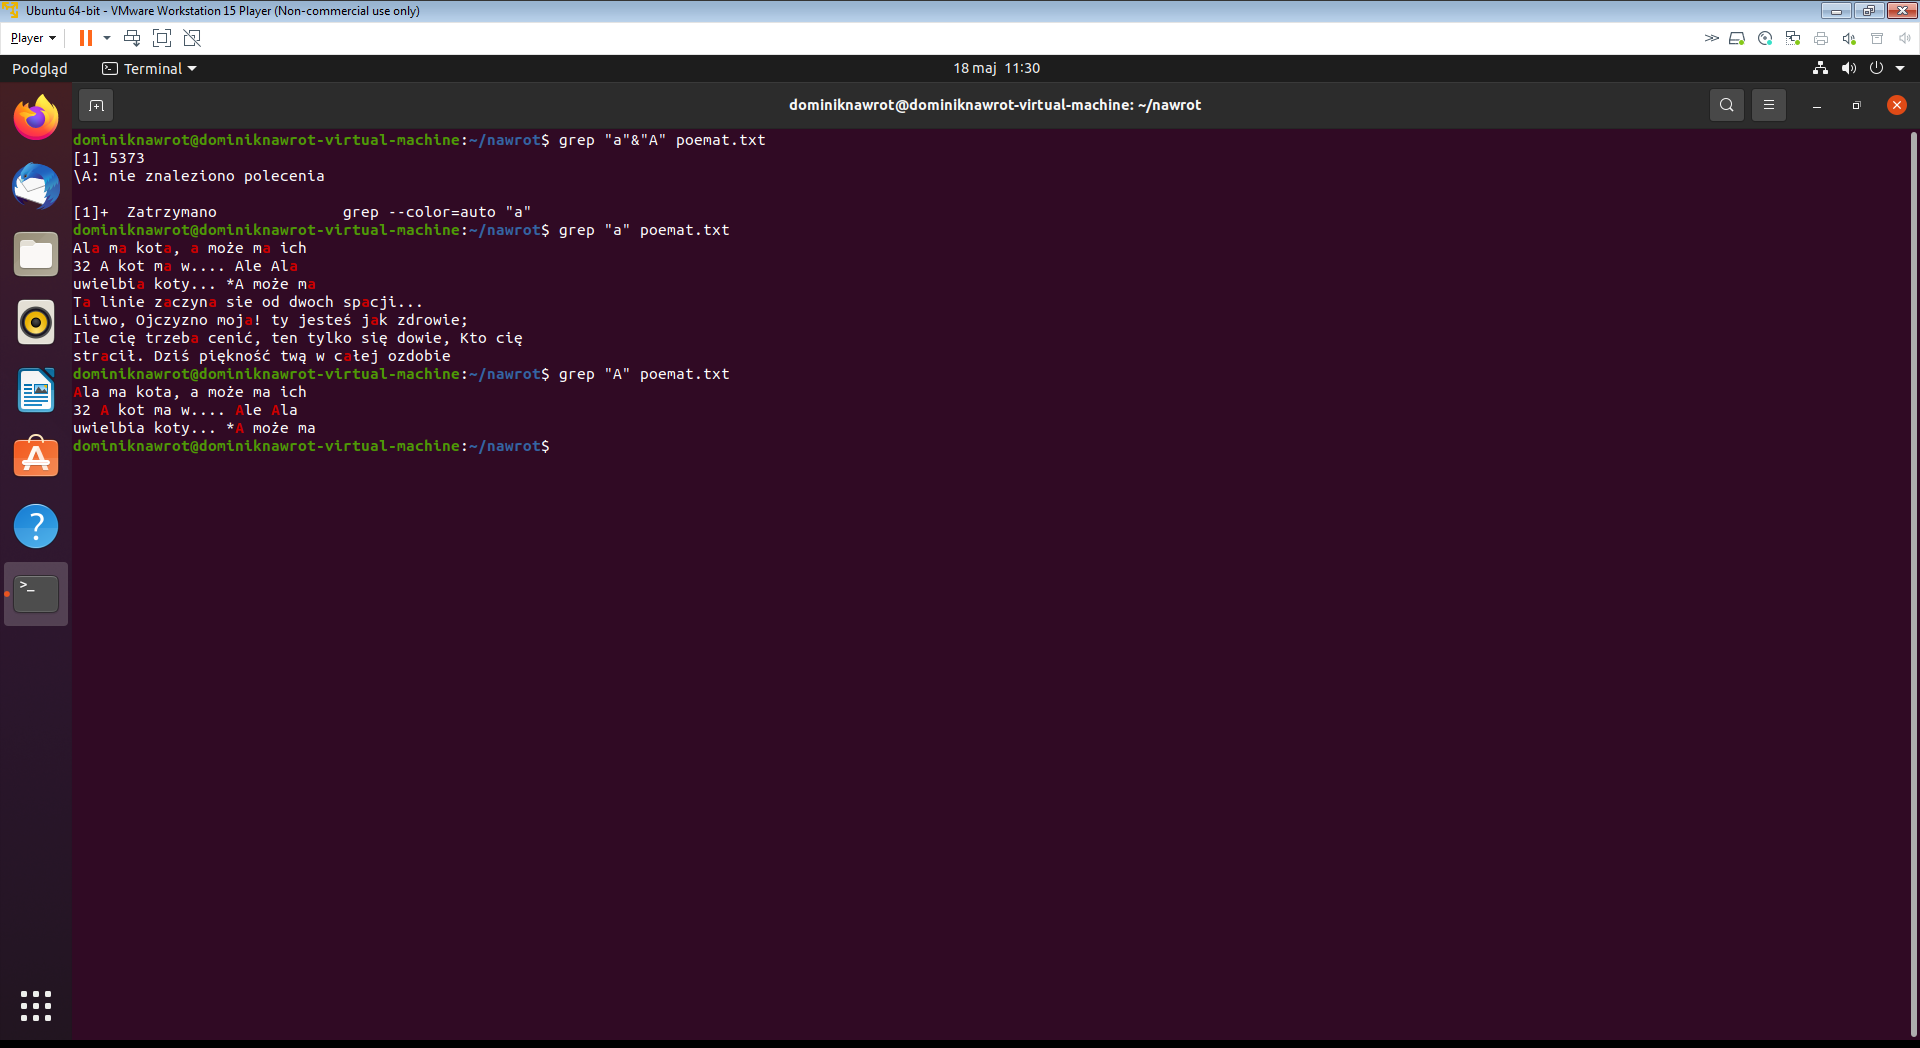 Ubuntu 64-bit - VMware Workstation 15 Player (Non-commercial use only)
Player
Podgląd
Terminal
18 maj 11:30
dominiknawrot@dominiknawrot-virtual-machine: ~/nawrot
dominiknawrot@dominiknawrot-virtual-machine:~/nawrot$ grep "a"&"A" poemat.txt
[1] 5373
\A: nie znaleziono polecenia
[1]+  Zatrzymano              grep --color=auto "a"
dominiknawrot@dominiknawrot-virtual-machine:~/nawrot$ grep "a" poemat.txt
Ala ma kota, a może ma ich
32 A kot ma w.... Ale Ala
uwielbia koty... *A może ma
Ta linie zaczyna sie od dwoch spacji...
Litwo, Ojczyzno moja! ty jesteś jak zdrowie;
Ile cię trzeba cenić, ten tylko się dowie, Kto cię
stracił. Dziś piękność twą w całej ozdobie
dominiknawrot@dominiknawrot-virtual-machine:~/nawrot$ grep "A" poemat.txt
Ala ma kota, a może ma ich
32 A kot ma w.... Ale Ala
uwielbia koty... *A może ma
dominiknawrot@dominiknawrot-virtual-machine:~/nawrot$